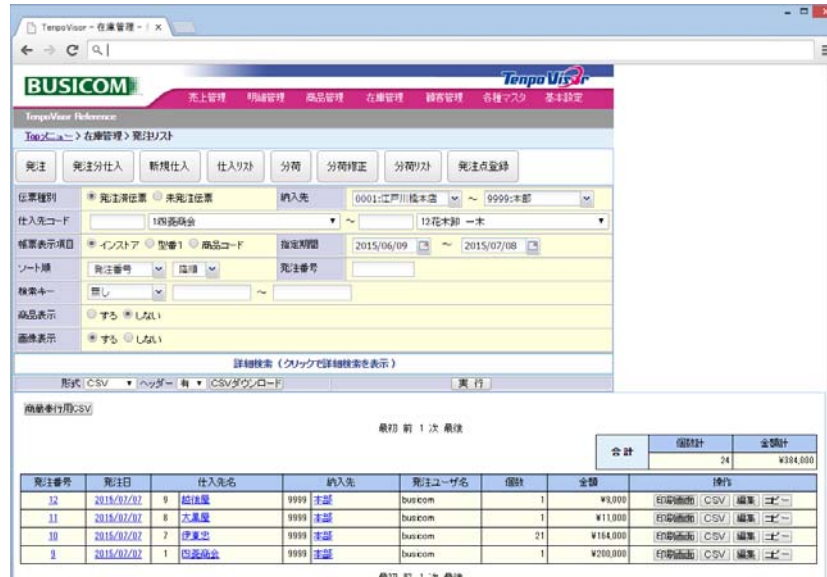 TempoVisor - 在庫管理 -
BUSICOM
TempoVisor
売上管理 明細管理 商品管理 在庫管理 顧客管理 各種マスタ 基本設定
TempoVisor Reference
Topメニュー > 在庫管理 > 発注リスト
発注 発注分仕入 新規仕入 仕入リスト 分荷 分荷修正 分荷リスト 発注点登録
伝票種別 発注済伝票 未発注伝票 納入先 0001:江戸川橋本店 ～ 9999:本部
仕入先コード 1四菱商会 ～ 12花木卸 一木
帳票表示項目 インストア 型番1 商品コード 指定期間 2015/06/09 ～ 2015/07/08
ソート順 発注番号 降順 発注番号
検索キー 無し ～
商品表示 する しない
画像表示 する しない
詳細検索 (クリックで詳細検索を表示)
形式 CSV ヘッダー 有 CSVダウンロード 実行
商蔵奉行用CSV
最初 前 1 次 最後
合計 個数計 金額計
24 ¥384,000
発注番号 発注日 仕入先名 納入先 発注ユーザ名 個数 金額 操作
12 2015/07/07 9 越後屋 9999 本部 busicom 1 ¥9,000 印刷画面 CSV 編集 コピー
11 2015/07/07 8 大黒屋 9999 本部 busicom 1 ¥11,000 印刷画面 CSV 編集 コピー
10 2015/07/07 7 伊東忠 9999 本部 busicom 21 ¥164,000 印刷画面 CSV 編集 コピー
9 2015/07/07 1 四菱商会 9999 本部 busicom 1 ¥200,000 印刷画面 CSV 編集 コピー
最初 前 1 次 最後